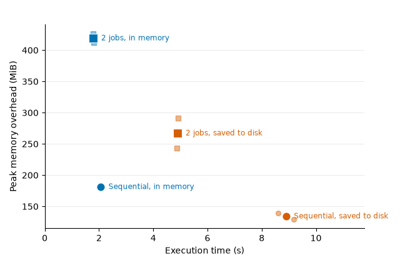 Peak memory overhead (MiB)
400
350
300
250
200
150
2 jobs, in memory
2 jobs, saved to disk
Sequential, in memory
Sequential, saved to disk
0
2
4
6
8
10
Execution time (s)